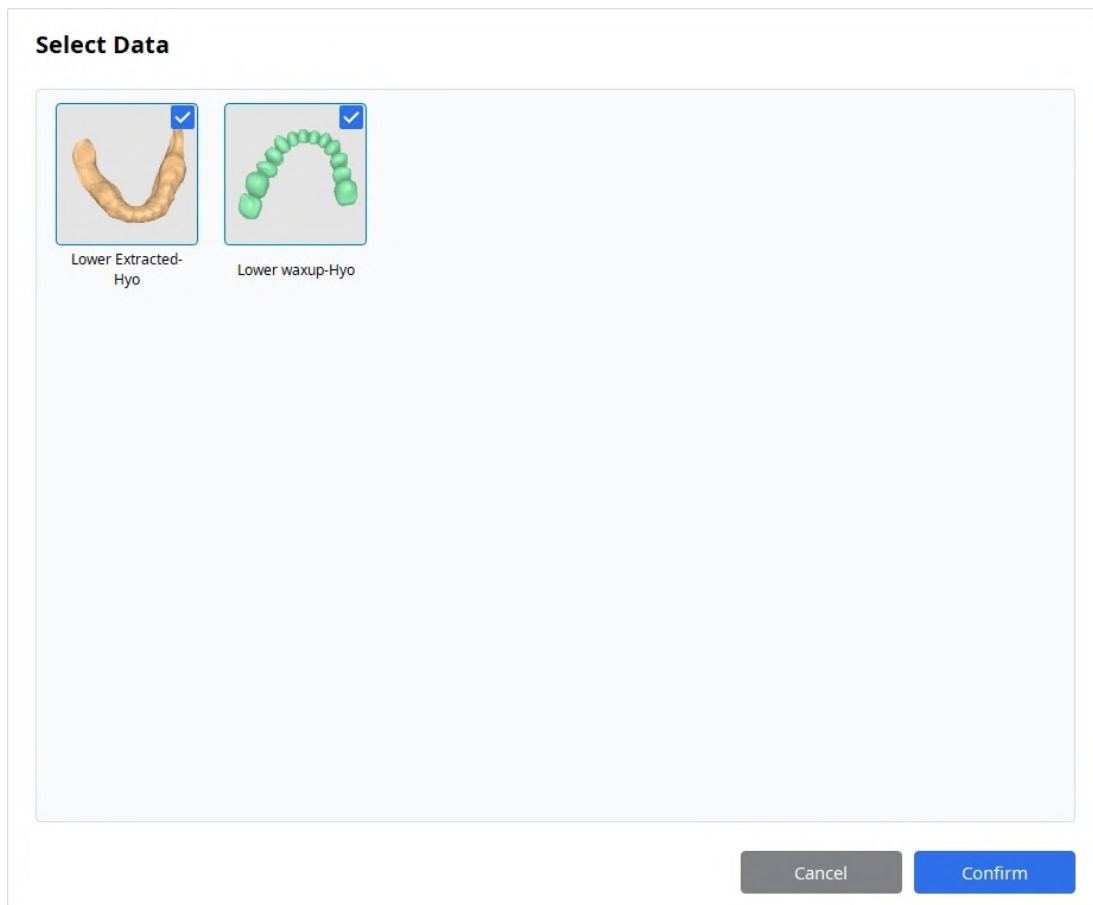 Select Data
Lower Extracted-
Hyo
Lower waxup-Hyo
Cancel
Confirm